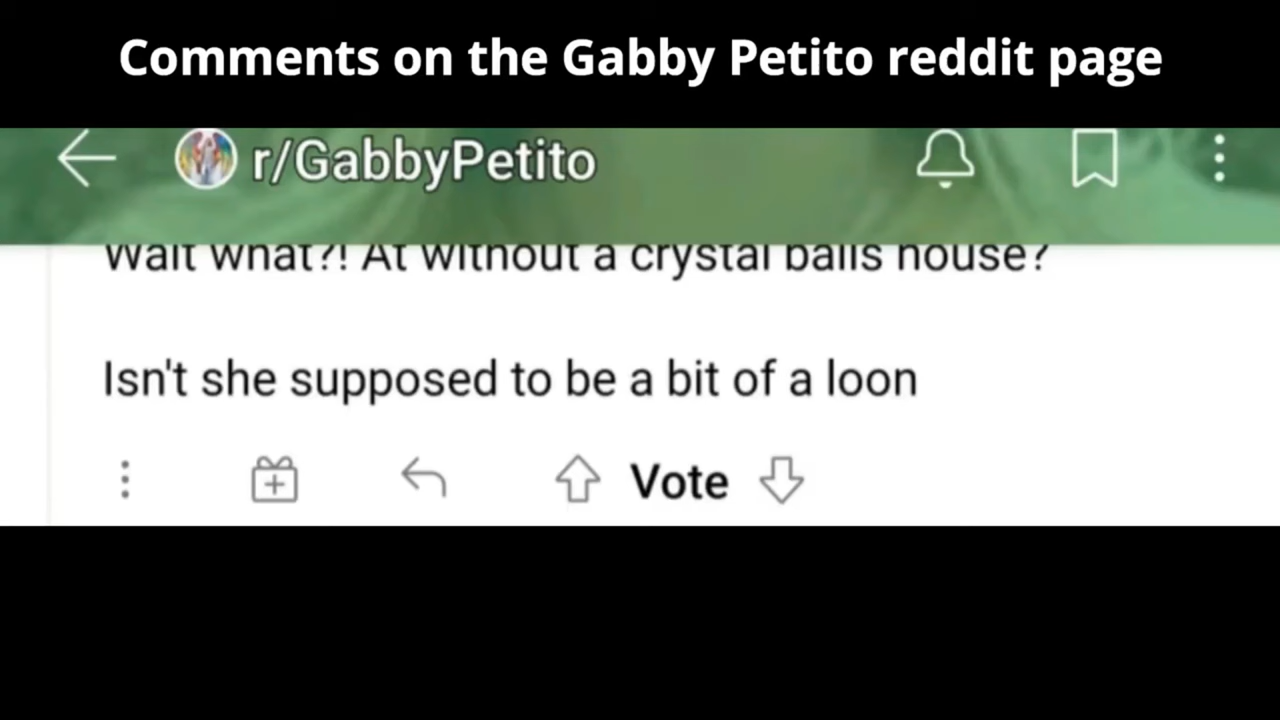 Comments on the Gabby Petito reddit page
r/GabbyPetito
Wait what?! At without a crystal balls house?
Isn't she supposed to be a bit of a loon
Vote